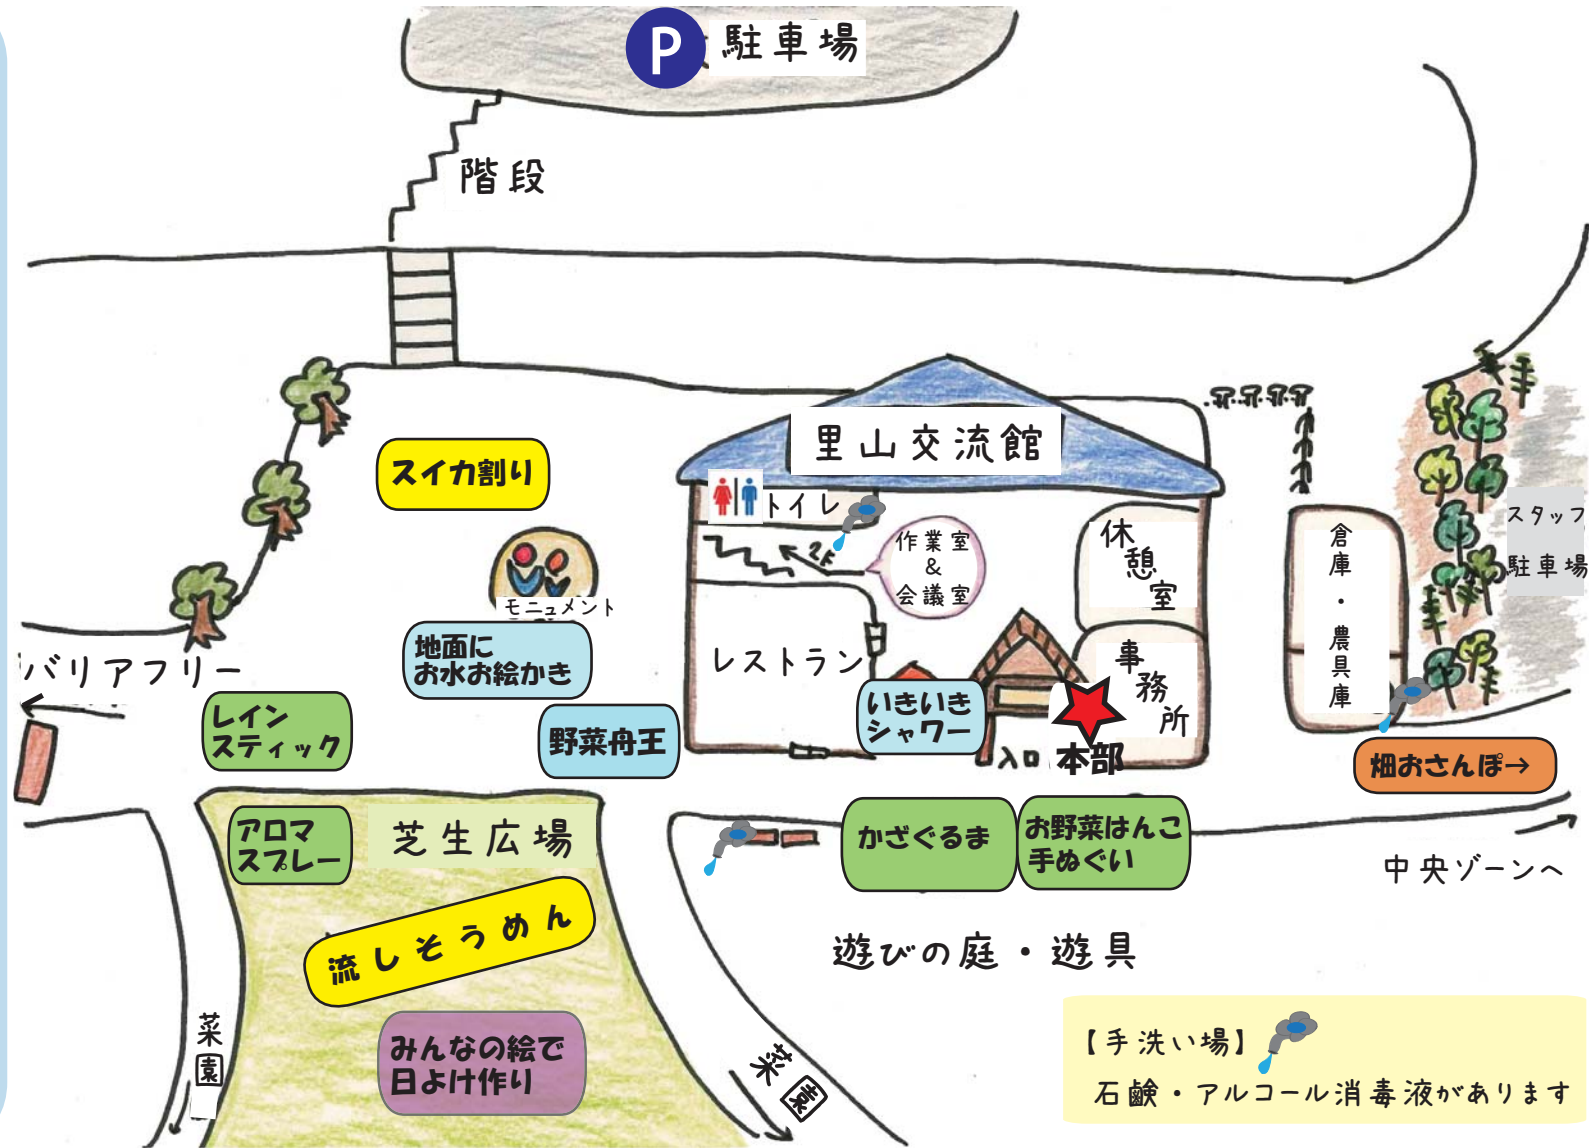 P 駐車場
階段
スイカ割り
里山交流館
トイレ
2F
作業室
&
会議室
休憩室
倉庫・農具庫
スタッフ
駐車場
モニュメント
地面に
お水お絵かき
バリアフリー
レストラン
事務所
レイン
スティック
野菜舟王
いきいき
シャワー
入口
本部
畑おさんぽ→
アロマ
スプレー
芝生広場
かざぐるま
お野菜はんこ
手ぬぐい
中央ゾーンへ
流しそうめん
遊びの庭・遊具
みんなの絵で
日よけ作り
菜園
菜園
【手洗い場】
石鹸・アルコール消毒液があります